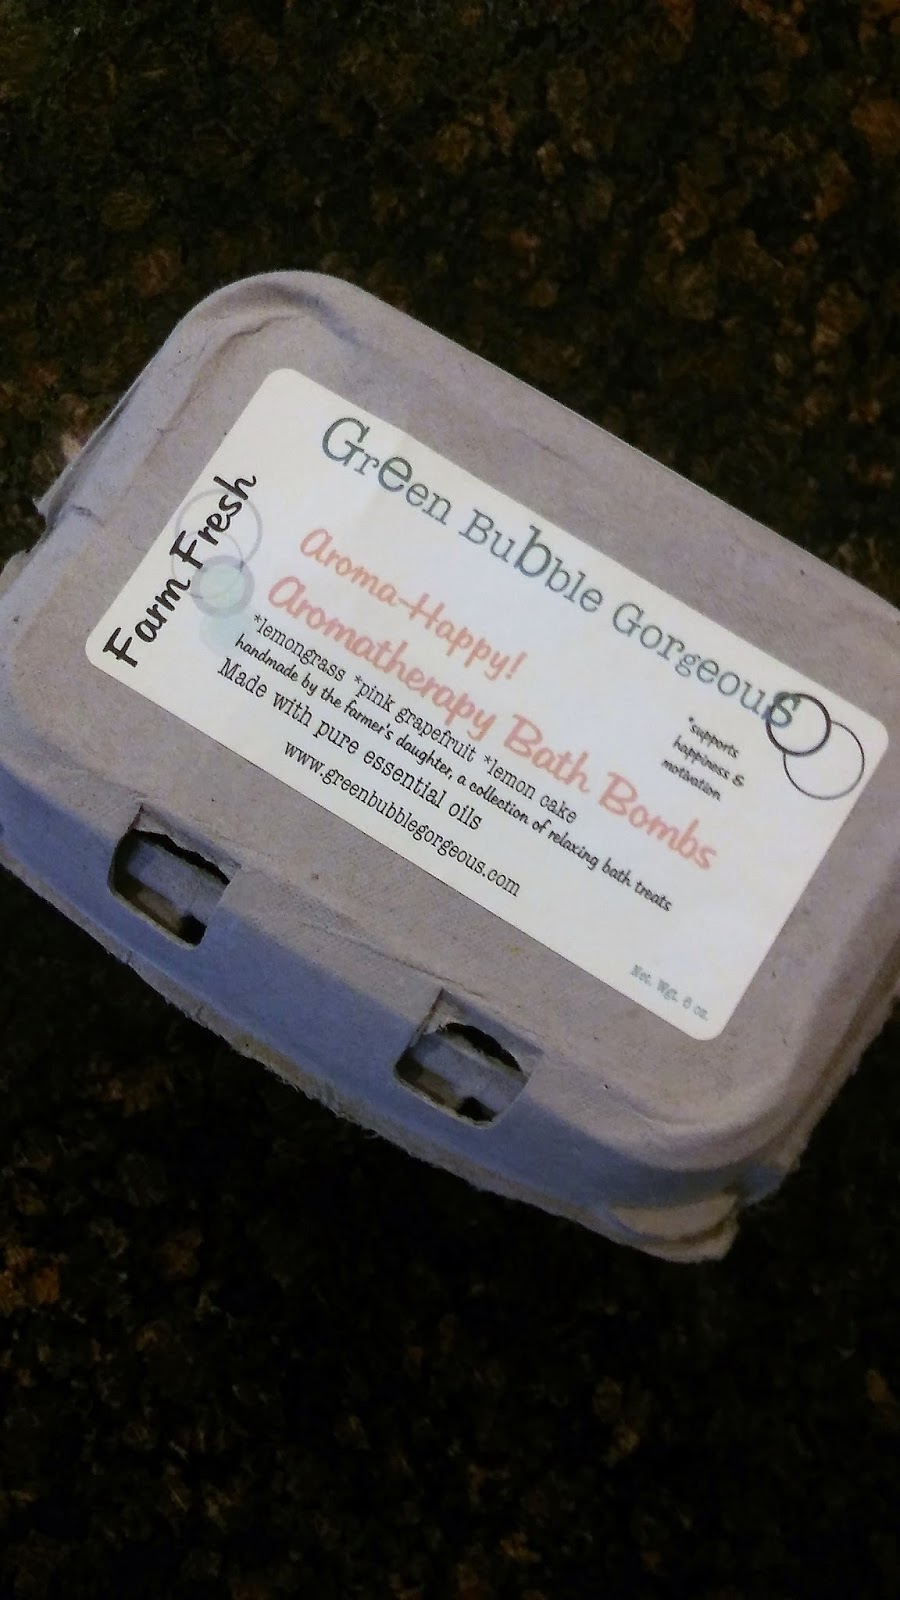 Green Bubble Gorgeous
Farm Fresh
Aroma-Happy!
Aromatherapy Bath Bombs
*lemongrass *pink grapefruit *lemon cake
handmade by the farmer's daughter, a collection of relaxing bath treats
Made with pure essential oils
www.greenbubblegorgeous.com
*supports
happiness &
motivation
Net. Wgt. 6 oz.